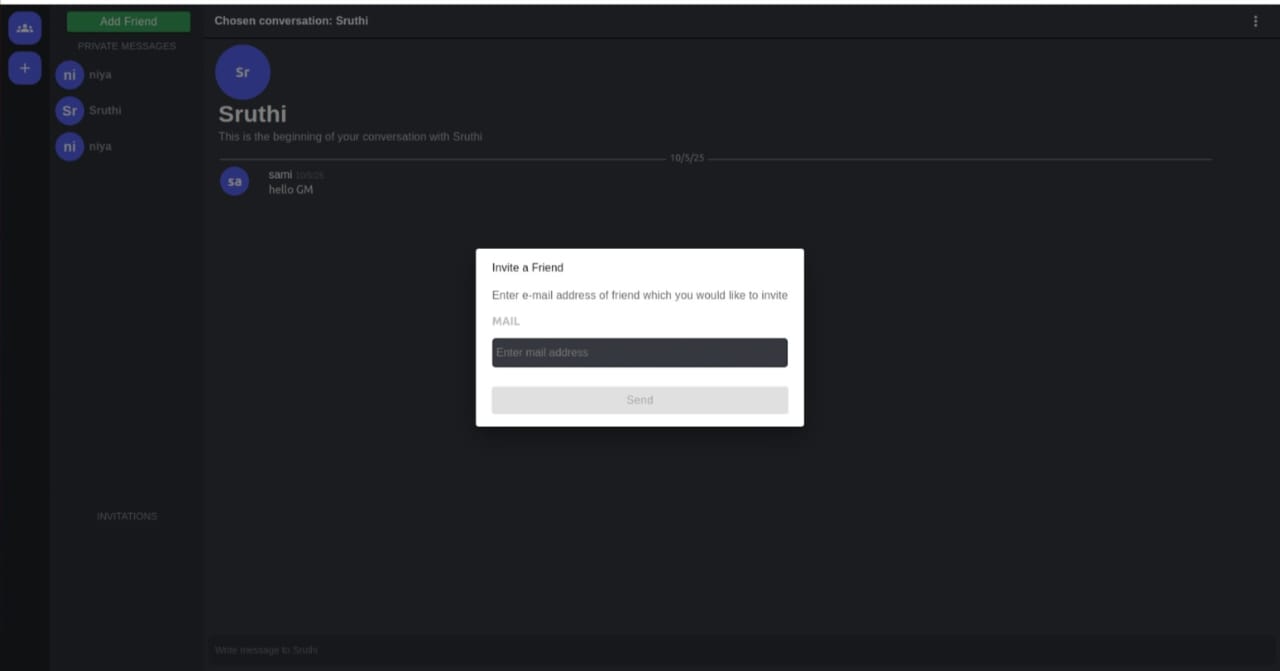 Add Friend
PRIVATE MESSAGES
ni niya
Sr Sruthi
ni niya
INVITATIONS
Chosen conversation: Sruthi
Sr
Sruthi
This is the beginning of your conversation with Sruthi
10/5/25
sa sami 10/5/25
hello GM
Invite a Friend
Enter e-mail address of friend which you would like to invite
MAIL
Enter mail address
Send
Write message to Sruthi